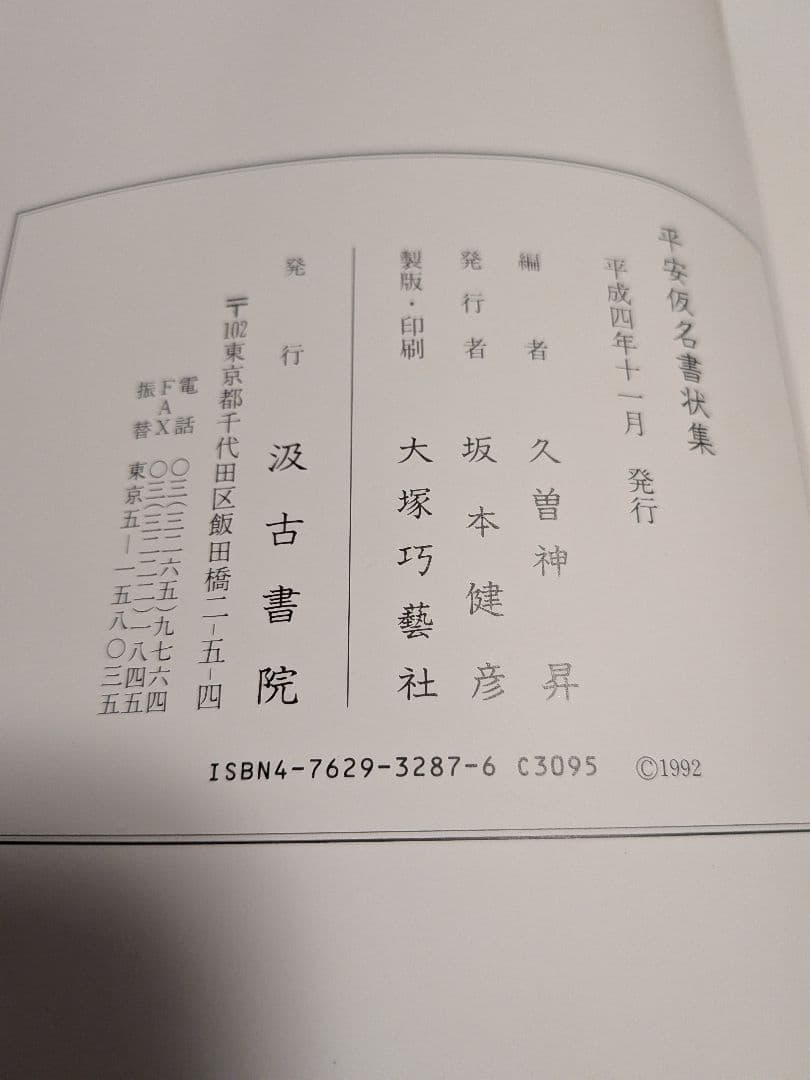 平安仮名書状集
平成四年十一月　発行
編者　久曽神　昇
発行者　坂本健彦
製版・印刷　大塚巧藝社
発行　汲古書院
〒102東京都千代田区飯田橋二-五-四
電話　〇三(三二六五)九七六四
FAX　〇三(三二二二)一八四五
振替　東京五―一五八〇三五
ISBN4-7629-3287-6 C3095　©1992